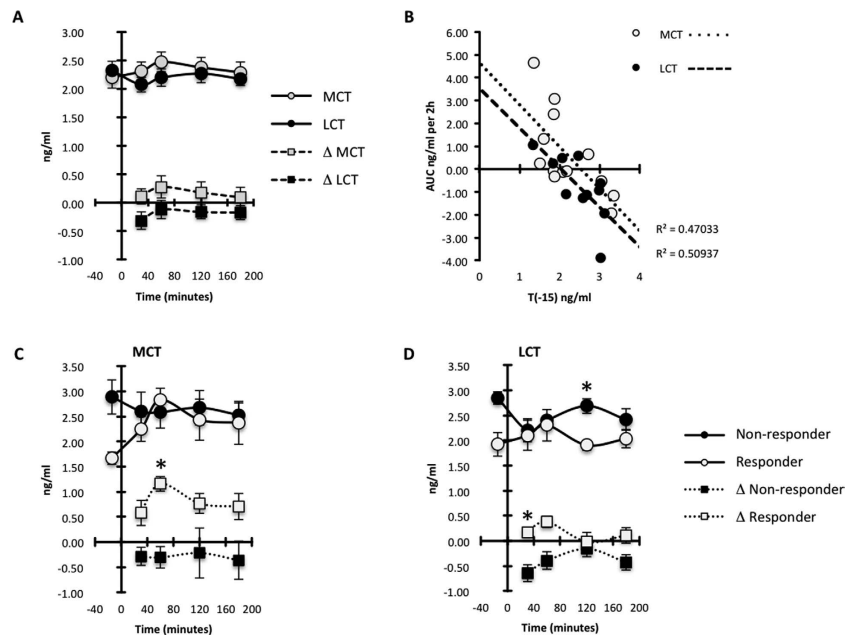 A
3.00
2.50
2.00
1.50
1.00
0.50
0.00
-0.50
-1.00
ng/ml
-40 0 40 80 120 160 200
Time (minutes)
MCT
LCT
Δ MCT
Δ LCT
B
6.00
5.00
4.00
3.00
2.00
1.00
0.00
-1.00
-2.00
-3.00
-4.00
AUC ng/ml per 2h
0 1 2 3 4
T(-15) ng/ml
MCT
LCT
R² = 0.47033
R² = 0.50937
C MCT
3.50
3.00
2.50
2.00
1.50
1.00
0.50
0.00
-0.50
-1.00
ng/ml
*
-40 0 40 80 120 160 200
Time (minutes)
D LCT
3.50
3.00
2.50
2.00
1.50
1.00
0.50
0.00
-0.50
-1.00
ng/ml
*
*
-40 0 40 80 120 160 200
Time (minutes)
Non-responder
Responder
Δ Non-responder
Δ Responder